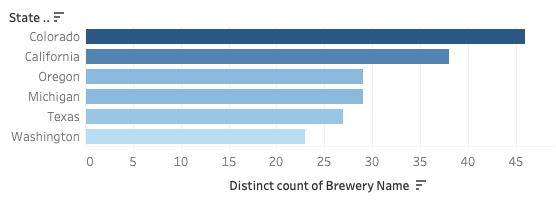 State ..
Colorado
California
Oregon
Michigan
Texas
Washington
0 5 10 15 20 25 30 35 40 45
Distinct count of Brewery Name